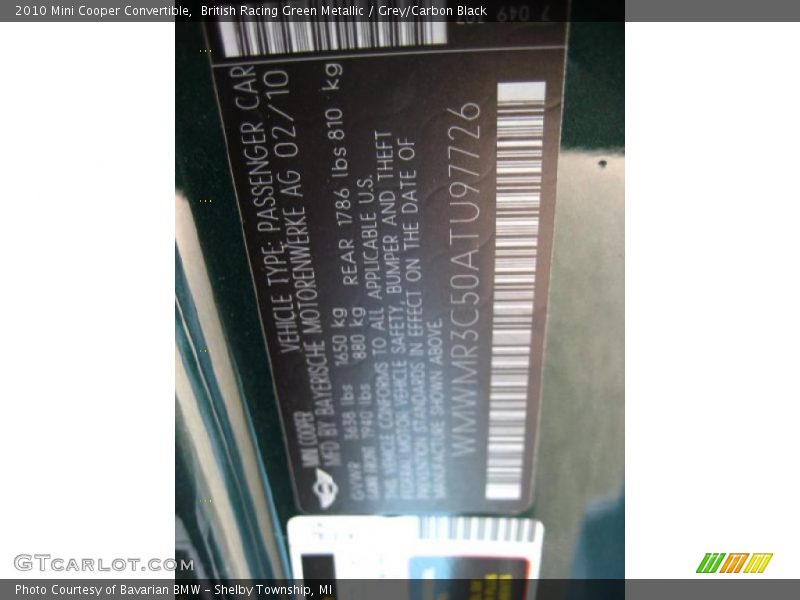 2010 Mini Cooper Convertible, British Racing Green Metallic / Grey/Carbon Black
MINI COOPER
VEHICLE TYPE: PASSENGER CAR
MFD BY BAYERISCHE MOTORENWERKE AG 02/10
GVWR 3638 lbs 1650 kg
1940 lbs 880 kg REAR 1786 lbs 810 kg
THIS VEHICLE CONFORMS TO ALL APPLICABLE U.S.
FEDERAL MOTOR VEHICLE SAFETY, BUMPER AND THEFT
PREVENTION STANDARDS IN EFFECT ON THE DATE OF
MANUFACTURE SHOWN ABOVE.
WMWMR3C50ATU97726
GTCARLOT.COM
Photo Courtesy of Bavarian BMW – Shelby Township, MI